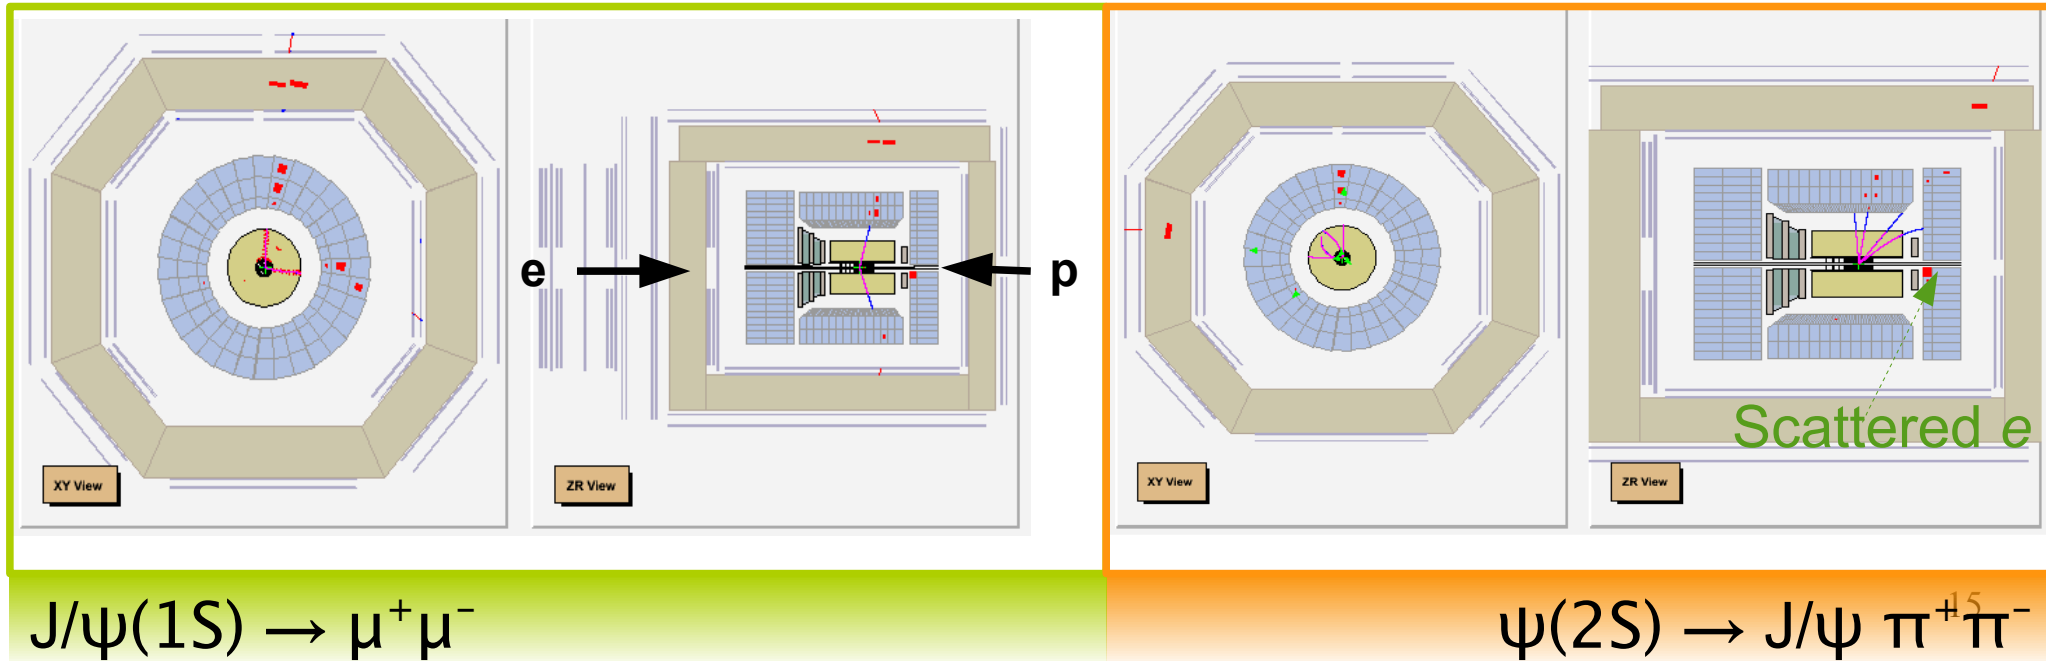 e
p
XY View
ZR View
Scattered e
XY View
ZR View
J/ψ(1S) → μ⁺μ⁻
ψ(2S) → J/ψ π⁺π⁻
15